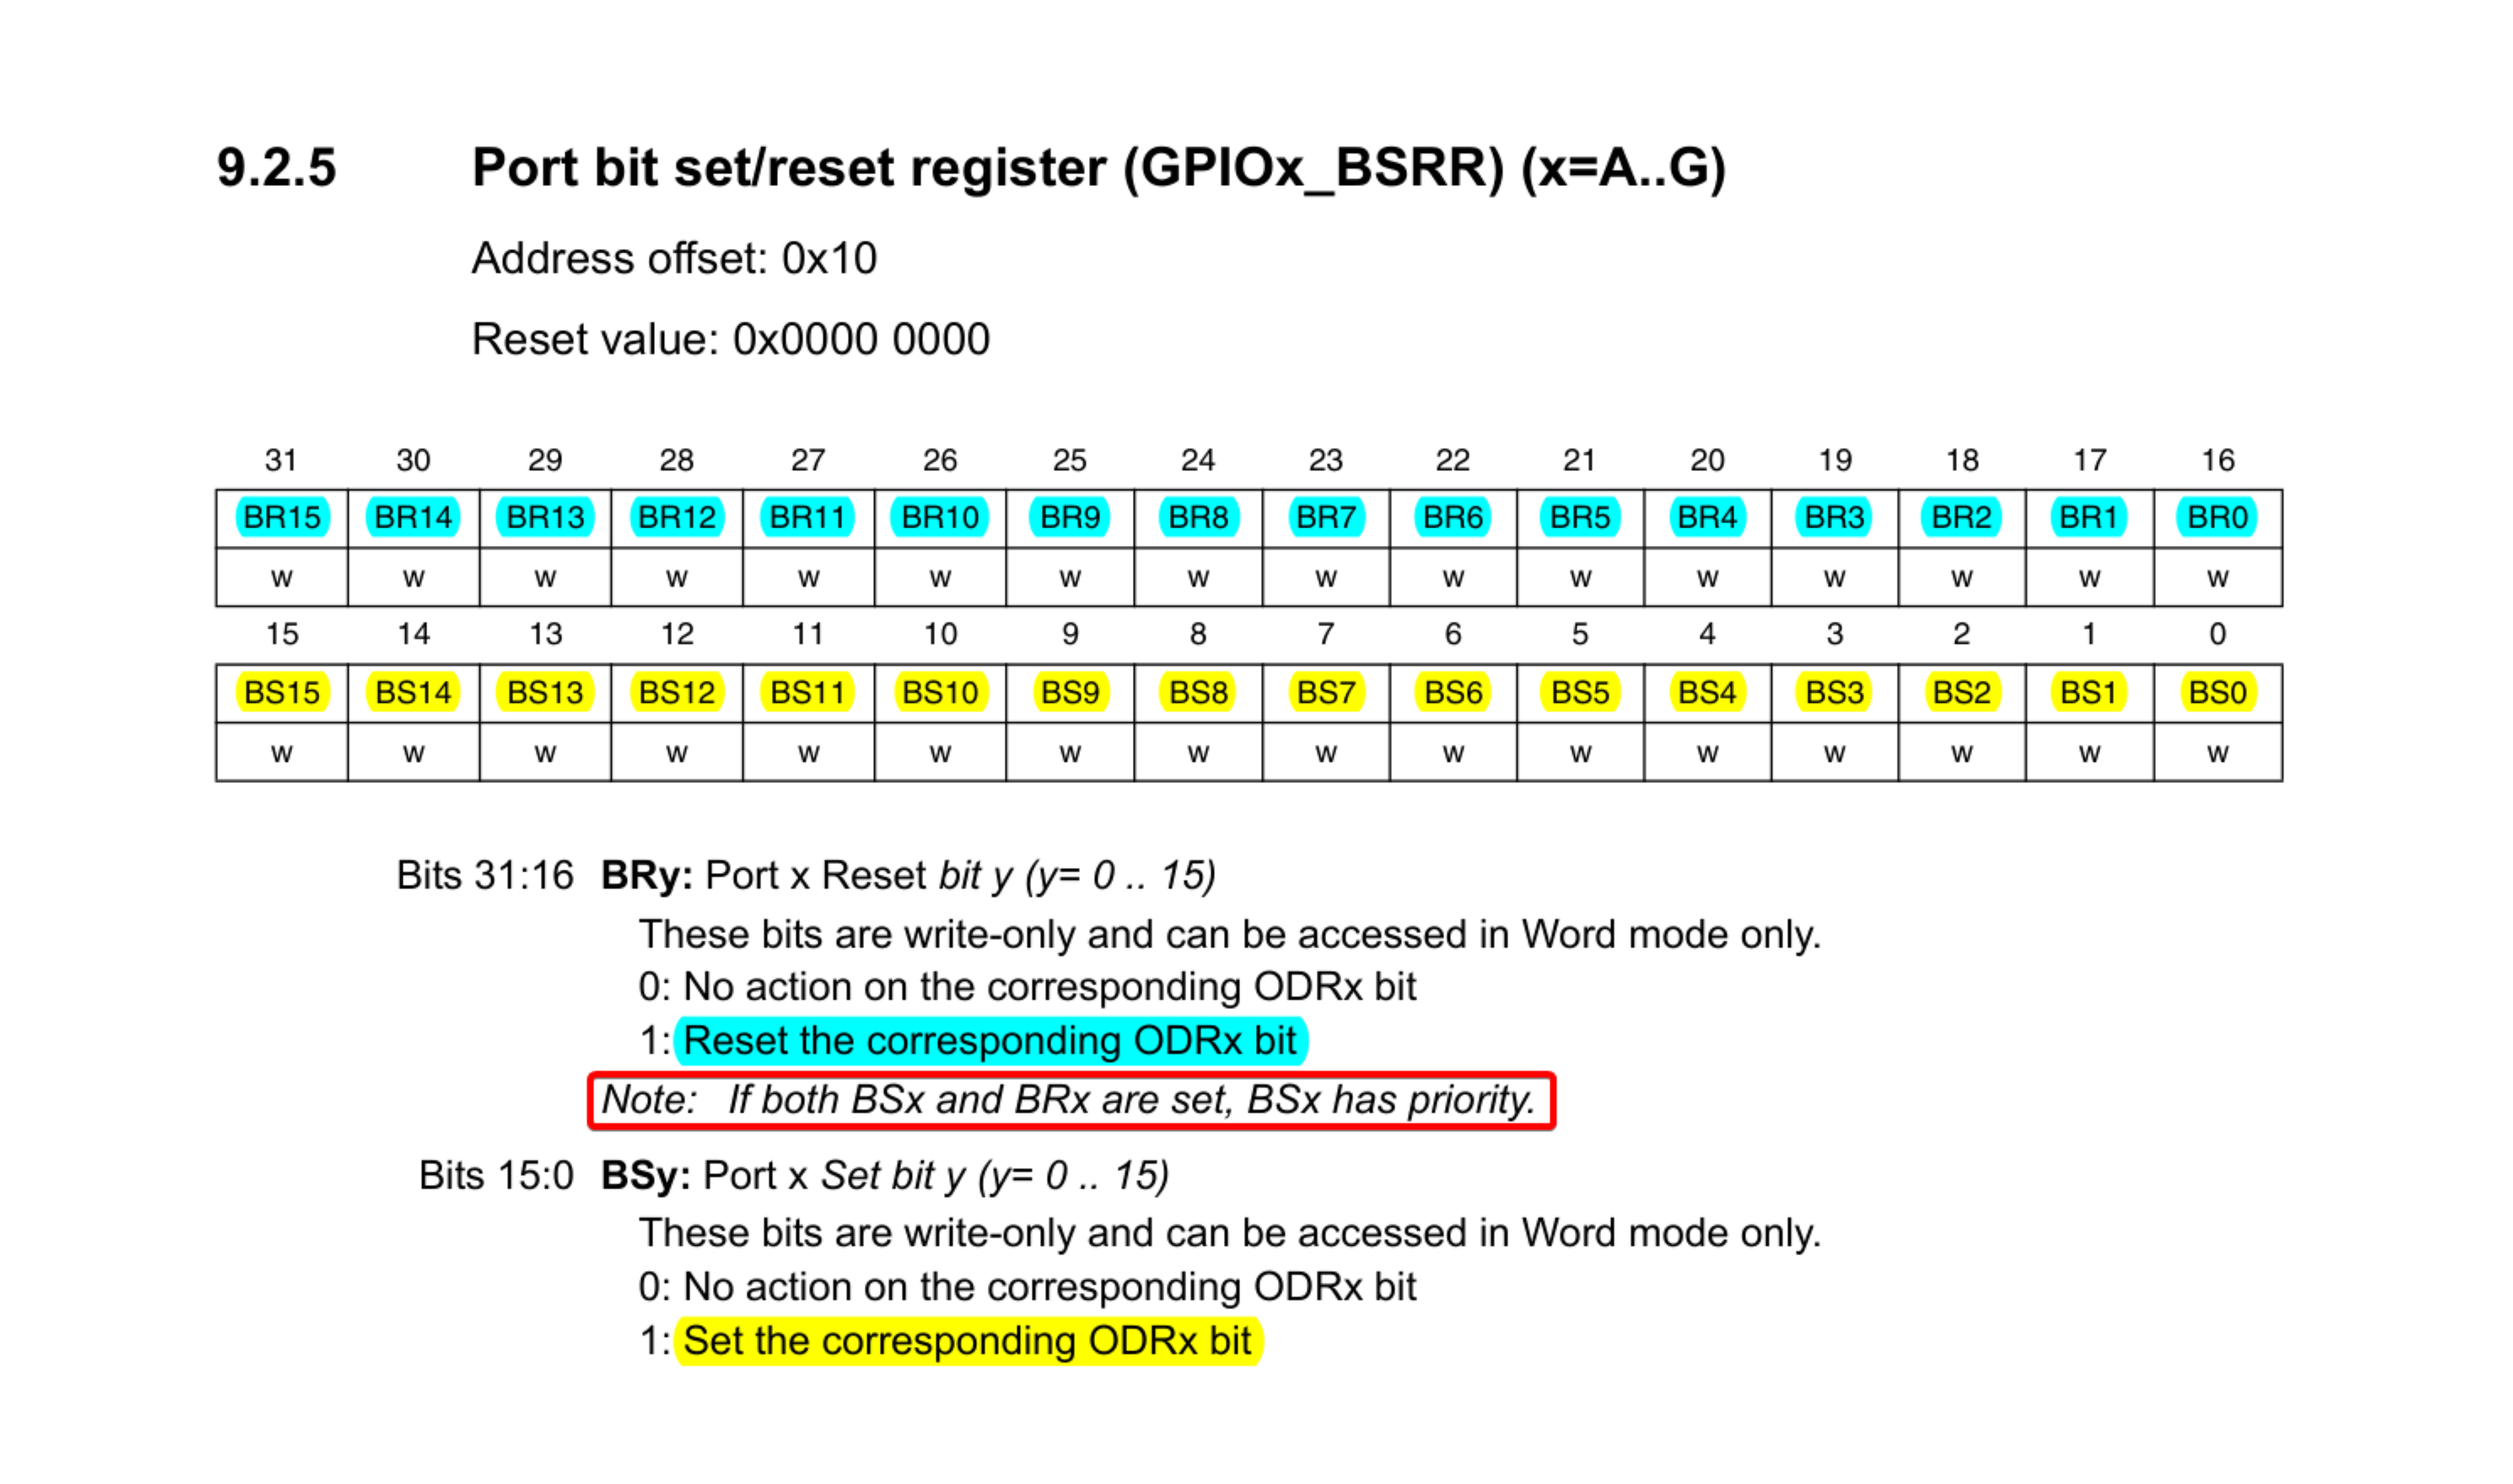 9.2.5 Port bit set/reset register (GPIOx_BSRR) (x=A..G)
Address offset: 0x10
Reset value: 0x0000 0000
31 30 29 28 27 26 25 24 23 22 21 20 19 18 17 16
BR15 BR14 BR13 BR12 BR11 BR10 BR9 BR8 BR7 BR6 BR5 BR4 BR3 BR2 BR1 BR0
w w w w w w w w w w w w w w w w
15 14 13 12 11 10 9 8 7 6 5 4 3 2 1 0
BS15 BS14 BS13 BS12 BS11 BS10 BS9 BS8 BS7 BS6 BS5 BS4 BS3 BS2 BS1 BS0
w w w w w w w w w w w w w w w w
Bits 31:16 BRy: Port x Reset bit y (y= 0 .. 15)
These bits are write-only and can be accessed in Word mode only.
0: No action on the corresponding ODRx bit
1: Reset the corresponding ODRx bit
Note: If both BSx and BRx are set, BSx has priority.
Bits 15:0 BSy: Port x Set bit y (y= 0 .. 15)
These bits are write-only and can be accessed in Word mode only.
0: No action on the corresponding ODRx bit
1: Set the corresponding ODRx bit